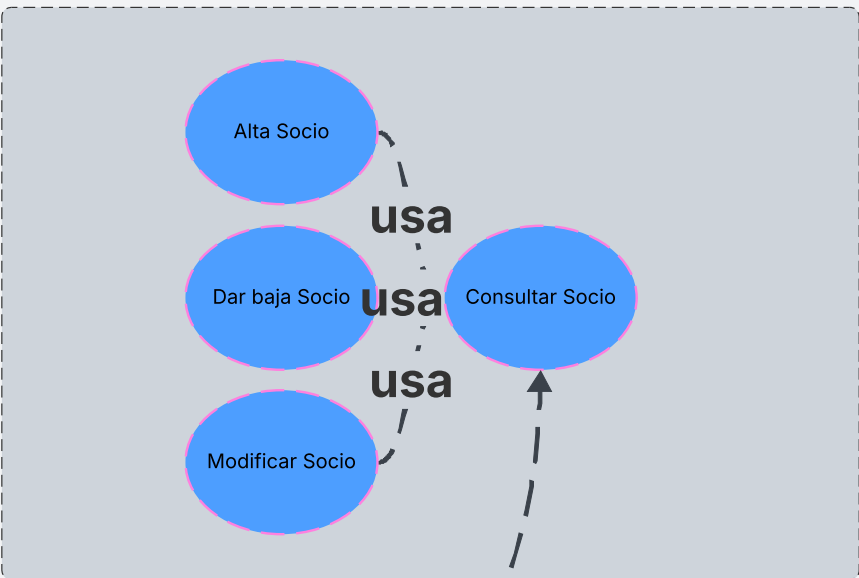 Alta Socio
usa
Dar baja Socio
usa
Consultar Socio
usa
Modificar Socio